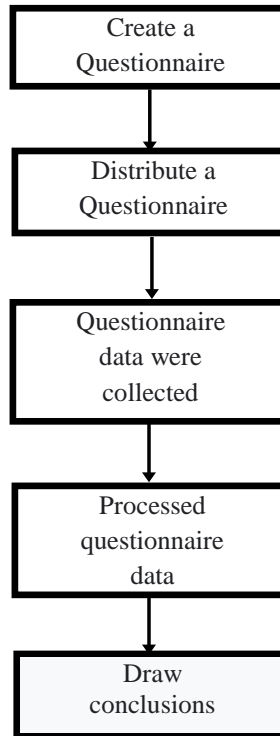 Create a
Questionnaire
Distribute a
Questionnaire
Questionnaire
data were
collected
Processed
questionnaire
data
Draw
conclusions